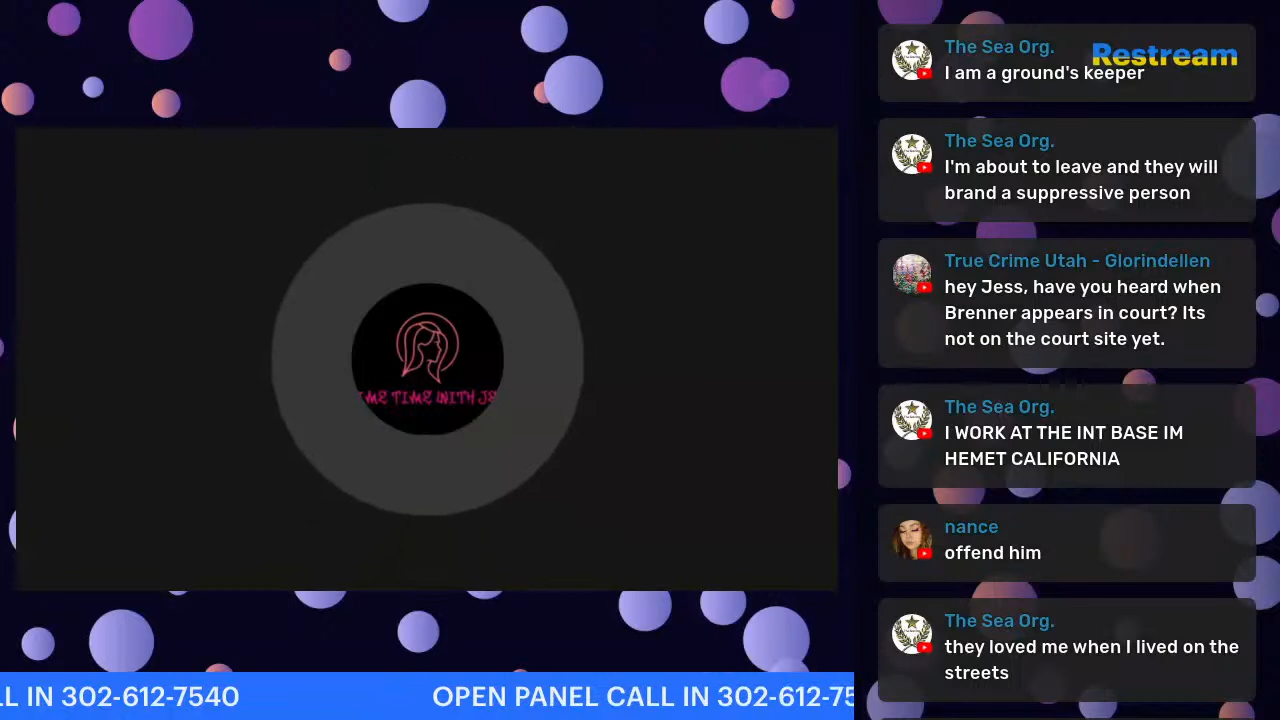 IME TIME WITH JE
LL IN 302-612-7540
OPEN PANEL CALL IN 302-612-75
Restream
The Sea Org.
I am a ground's keeper
The Sea Org.
I'm about to leave and they will
brand a suppressive person
True Crime Utah - Glorindellen
hey Jess, have you heard when
Brenner appears in court? Its
not on the court site yet.
The Sea Org.
I WORK AT THE INT BASE IM
HEMET CALIFORNIA
nance
offend him
The Sea Org.
they loved me when I lived on the
streets